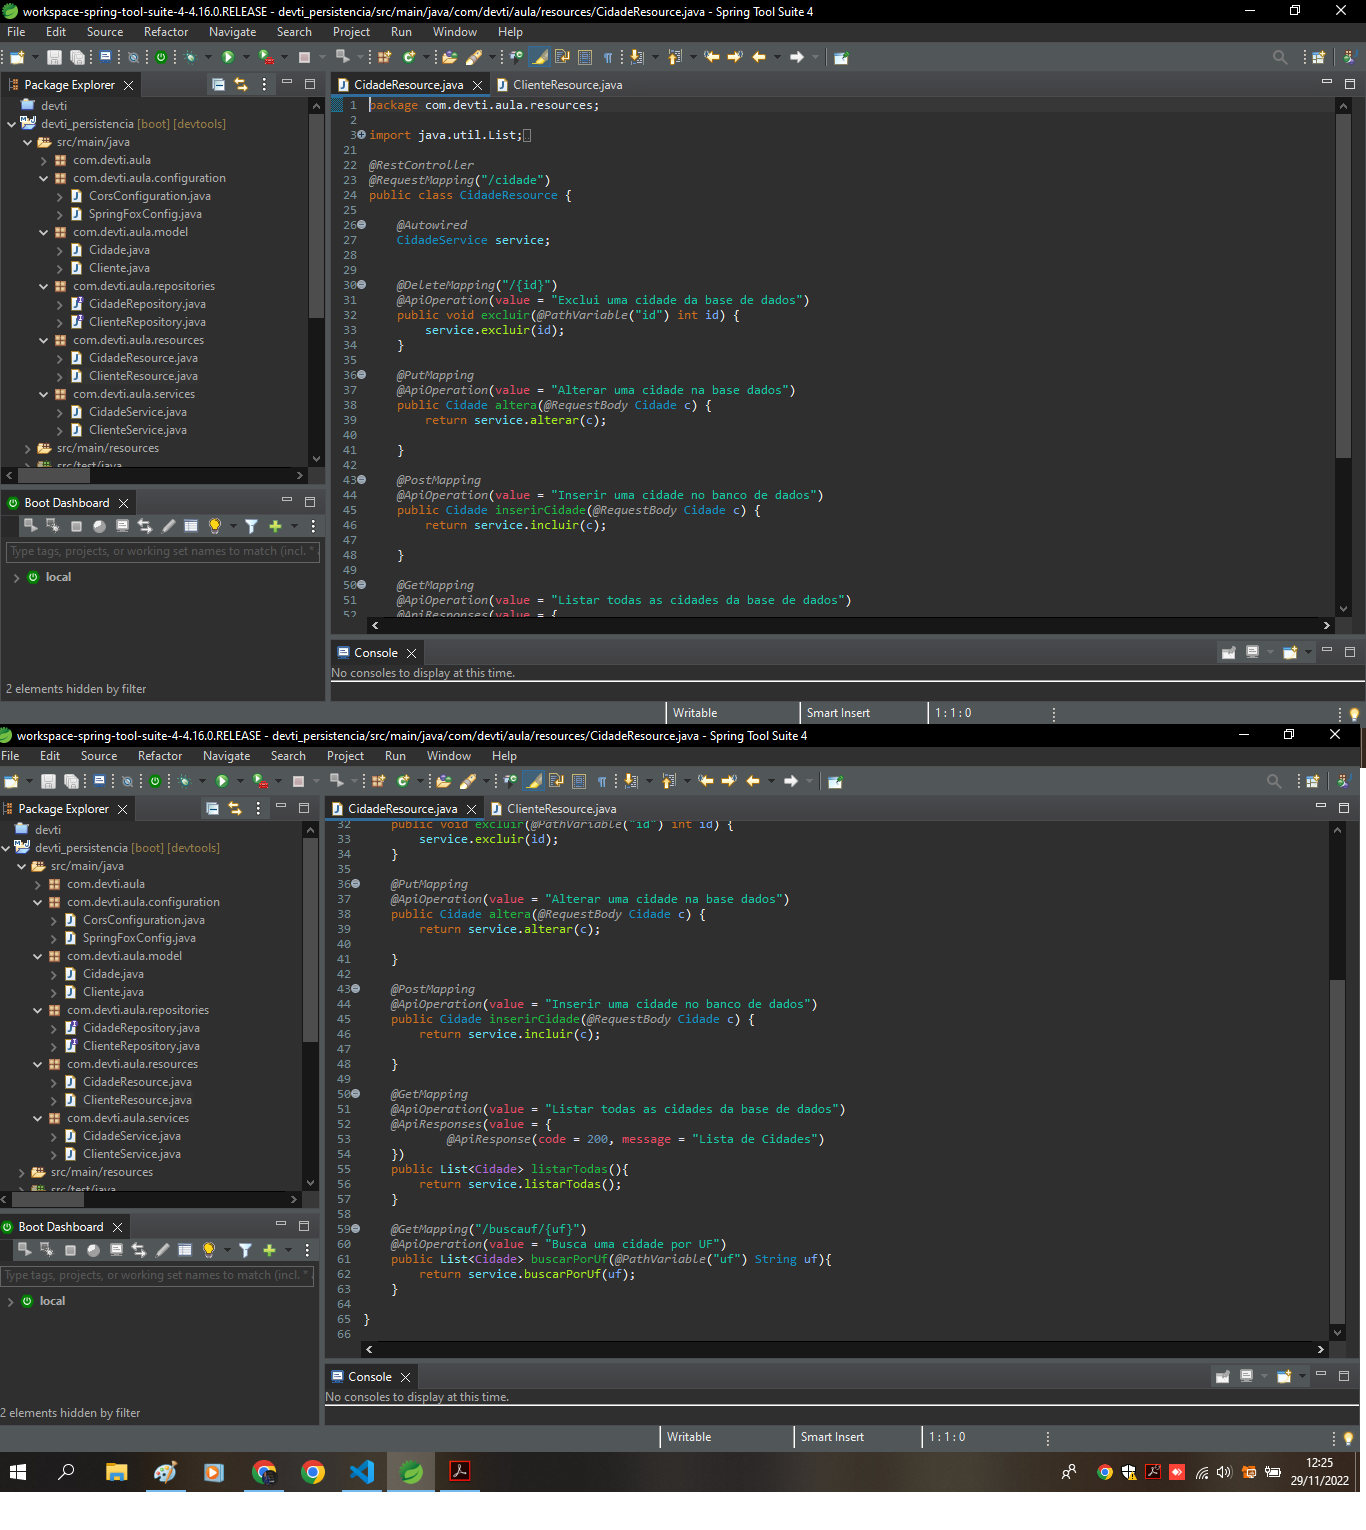 workspace-spring-tool-suite-4-4.16.0.RELEASE - devti_persistencia/src/main/java/com/devti/aula/resources/CidadeResource.java - Spring Tool Suite 4
File Edit Source Refactor Navigate Search Project Run Window Help
Package Explorer
devti
devti_persistencia [boot] [devtools]
src/main/java
com.devti.aula
com.devti.aula.configuration
CorsConfiguration.java
SpringFoxConfig.java
com.devti.aula.model
Cidade.java
Cliente.java
com.devti.aula.repositories
CidadeRepository.java
ClienteRepository.java
com.devti.aula.resources
CidadeResource.java
ClienteResource.java
com.devti.aula.services
CidadeService.java
ClienteService.java
src/main/resources
src/test/java
Boot Dashboard
Type tags, projects, or working set names to match (incl. *
local
2 elements hidden by filter
CidadeResource.java ClienteResource.java
1 package com.devti.aula.resources;
2
3 import java.util.List;
21
22 @RestController
23 @RequestMapping("/cidade")
24 public class CidadeResource {
25
26 @Autowired
27 CidadeService service;
28
29
30 @DeleteMapping("/{id}")
31 @ApiOperation(value = "Exclui uma cidade da base de dados")
32 public void excluir(@PathVariable("id") int id) {
33 service.excluir(id);
34 }
35
36 @PutMapping
37 @ApiOperation(value = "Alterar uma cidade na base dados")
38 public Cidade altera(@RequestBody Cidade c) {
39 return service.alterar(c);
40
41 }
42
43 @PostMapping
44 @ApiOperation(value = "Inserir uma cidade no banco de dados")
45 public Cidade inserirCidade(@RequestBody Cidade c) {
46 return service.incluir(c);
47
48 }
49
50 @GetMapping
51 @ApiOperation(value = "Listar todas as cidades da base de dados")
52 @ApiResponses(value = {
Console
No consoles to display at this time.
Writable Smart Insert 1 : 1 : 0
workspace-spring-tool-suite-4-4.16.0.RELEASE - devti_persistencia/src/main/java/com/devti/aula/resources/CidadeResource.java - Spring Tool Suite 4
File Edit Source Refactor Navigate Search Project Run Window Help
Package Explorer
devti
devti_persistencia [boot] [devtools]
src/main/java
com.devti.aula
com.devti.aula.configuration
CorsConfiguration.java
SpringFoxConfig.java
com.devti.aula.model
Cidade.java
Cliente.java
com.devti.aula.repositories
CidadeRepository.java
ClienteRepository.java
com.devti.aula.resources
CidadeResource.java
ClienteResource.java
com.devti.aula.services
CidadeService.java
ClienteService.java
src/main/resources
src/test/java
Boot Dashboard
Type tags, projects, or working set names to match (incl. *
local
2 elements hidden by filter
CidadeResource.java ClienteResource.java
32 public void excluir(@PathVariable("id") int id) {
33 service.excluir(id);
34 }
35
36 @PutMapping
37 @ApiOperation(value = "Alterar uma cidade na base dados")
38 public Cidade altera(@RequestBody Cidade c) {
39 return service.alterar(c);
40
41 }
42
43 @PostMapping
44 @ApiOperation(value = "Inserir uma cidade no banco de dados")
45 public Cidade inserirCidade(@RequestBody Cidade c) {
46 return service.incluir(c);
47
48 }
49
50 @GetMapping
51 @ApiOperation(value = "Listar todas as cidades da base de dados")
52 @ApiResponses(value = {
53 @ApiResponse(code = 200, message = "Lista de Cidades")
54 })
55 public List<Cidade> listarTodas(){
56 return service.listarTodas();
57 }
58
59 @GetMapping("/buscauf/{uf}")
60 @ApiOperation(value = "Busca uma cidade por UF")
61 public List<Cidade> buscarPorUf(@PathVariable("uf") String uf){
62 return service.buscarPorUf(uf);
63 }
64
65 }
66
Console
No consoles to display at this time.
Writable Smart Insert 1 : 1 : 0
12:25
29/11/2022